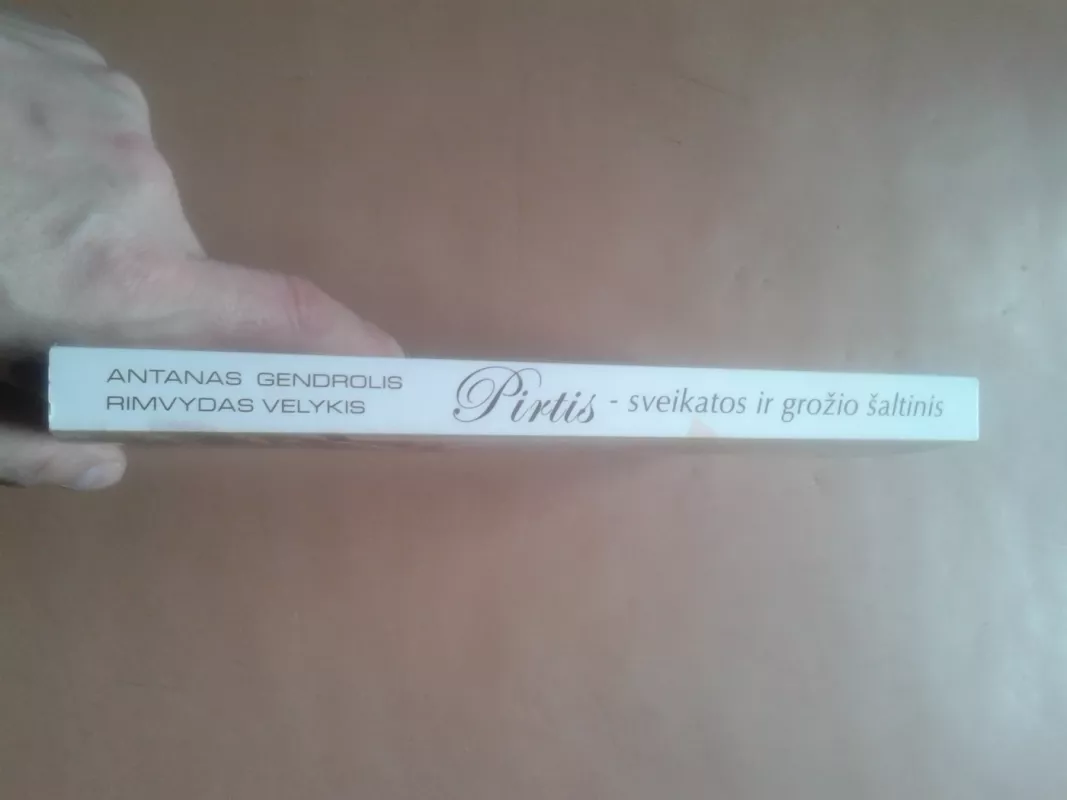 ANTANAS GENDROLIS
RIMVYDAS VELYKIS
Pirtis - sveikatos ir grožio šaltinis